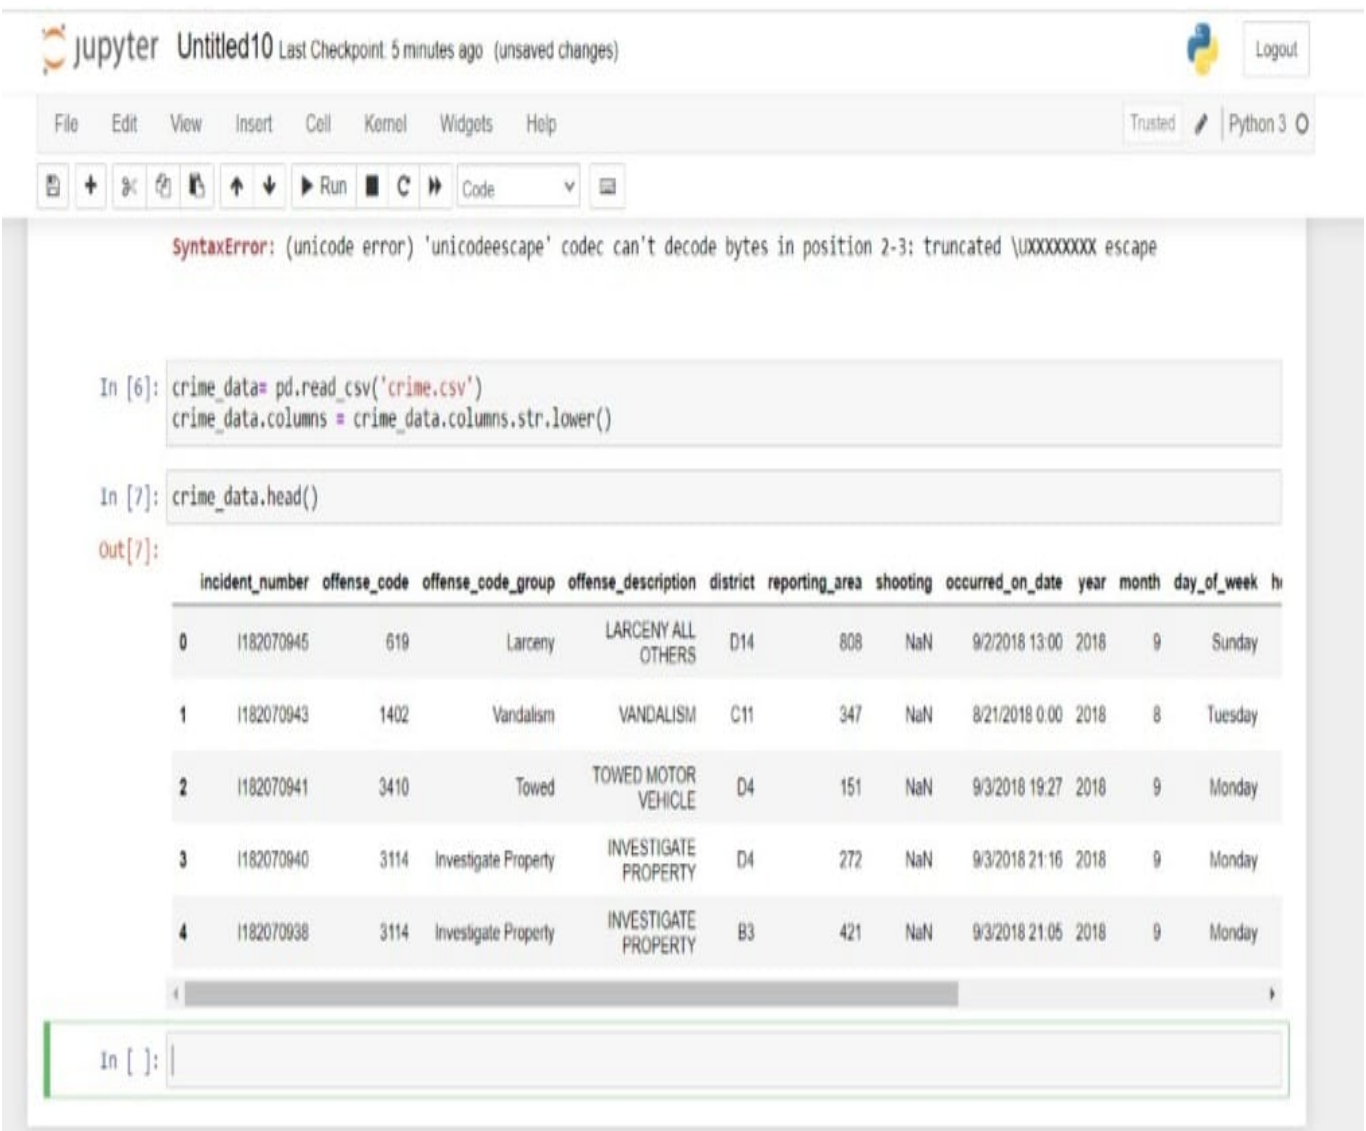 jupyter Untitled10 Last Checkpoint: 5 minutes ago (unsaved changes) Logout
File Edit View Insert Cell Kernel Widgets Help Trusted Python 3
Run Code
SyntaxError: (unicode error) 'unicodeescape' codec can't decode bytes in position 2-3: truncated \UXXXXXXXX escape
In [6]: crime_data= pd.read_csv('crime.csv')
crime_data.columns = crime_data.columns.str.lower()
In [7]: crime_data.head()
Out[7]:
incident_number offense_code offense_code_group offense_description district reporting_area shooting occurred_on_date year month day_of_week
0 I182070945 619 Larceny LARCENY ALL OTHERS D14 808 NaN 9/2/2018 13:00 2018 9 Sunday
1 I182070943 1402 Vandalism VANDALISM C11 347 NaN 8/21/2018 0:00 2018 8 Tuesday
2 I182070941 3410 Towed TOWED MOTOR VEHICLE D4 151 NaN 9/3/2018 19:27 2018 9 Monday
3 I182070940 3114 Investigate Property INVESTIGATE PROPERTY D4 272 NaN 9/3/2018 21:16 2018 9 Monday
4 I182070938 3114 Investigate Property INVESTIGATE PROPERTY B3 421 NaN 9/3/2018 21:05 2018 9 Monday
In [ ]: